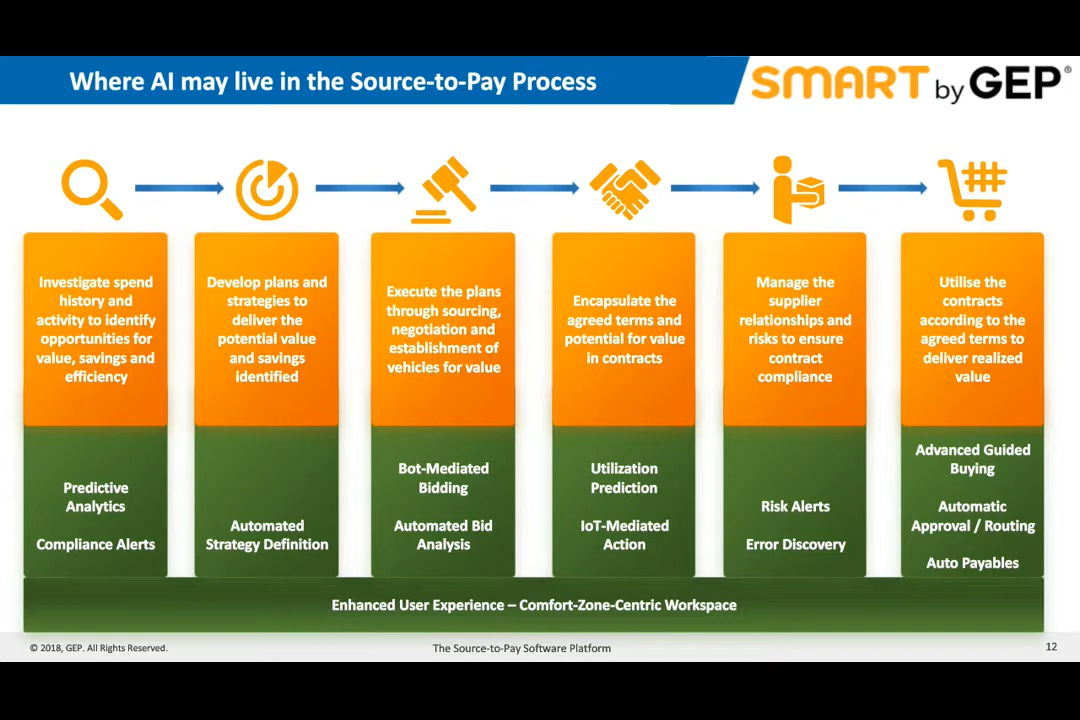 Where AI may live in the Source-to-Pay Process
SMART by GEP®
Investigate spend
history and
activity to identify
opportunities for
value, savings and
efficiency
Develop plans and
strategies to
deliver the
potential value
and savings
identified
Execute the plans
through sourcing,
negotiation and
establishment of
vehicles for value
Encapsulate the
agreed terms and
potential for value
in contracts
Manage the
supplier
relationships and
risks to ensure
contract
compliance
Utilise the
contracts
according to the
agreed terms to
deliver realized
value
Predictive
Analytics
Compliance Alerts
Automated
Strategy Definition
Bot-Mediated
Bidding
Automated Bid
Analysis
Utilization
Prediction
IoT-Mediated
Action
Risk Alerts
Error Discovery
Advanced Guided
Buying
Automatic
Approval / Routing
Auto Payables
Enhanced User Experience – Comfort-Zone-Centric Workspace
© 2018, GEP. All Rights Reserved.
The Source-to-Pay Software Platform
12